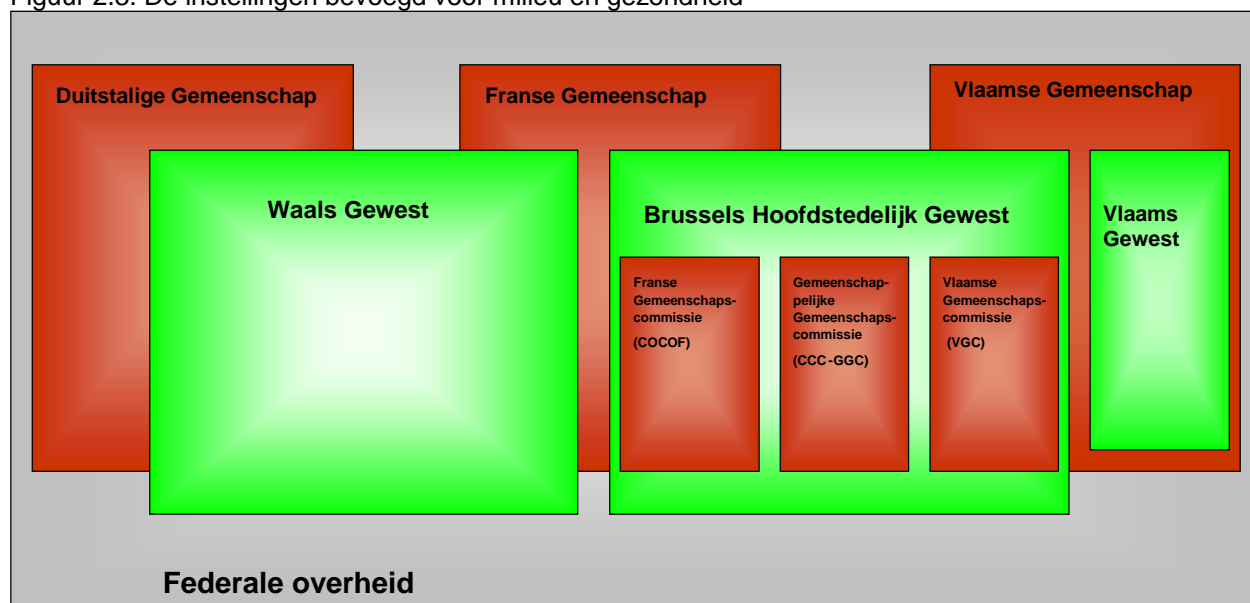 Figuur 2.3: De instellingen bevoegd voor milieu en gezondheid
Duitstalige Gemeenschap
Franse Gemeenschap
Vlaamse Gemeenschap
Waals Gewest
Brussels Hoofdstedelijk Gewest
Vlaams
Gewest
Franse
Gemeenschaps-
commissie
(COCOF)
Gemeenschap-
pelijke
Gemeenschaps-
commissie
(CCC-GGC)
Vlaamse
Gemeenschaps-
commissie
(VGC)
Federale overheid